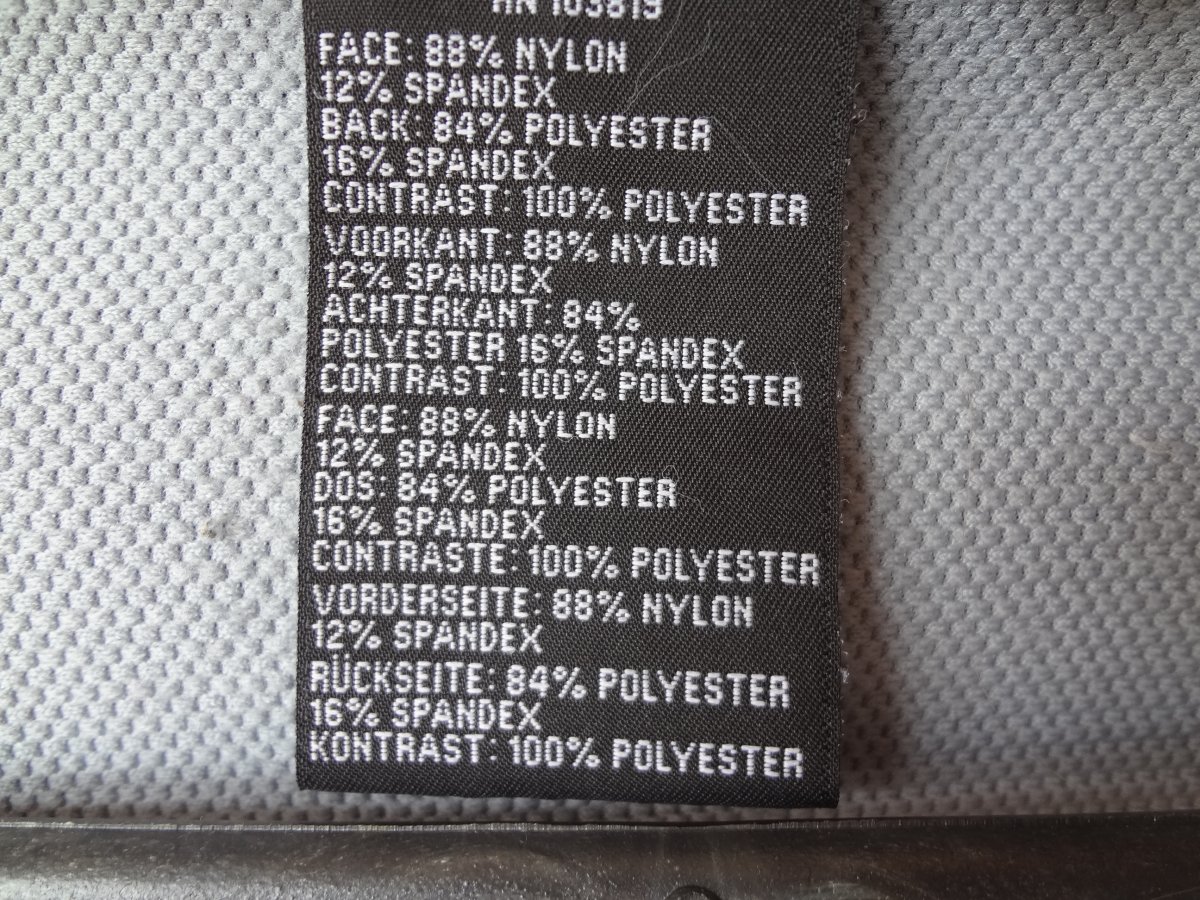 RN 103819
FACE: 88% NYLON
12% SPANDEX
BACK: 84% POLYESTER
16% SPANDEX
CONTRAST: 100% POLYESTER
VOORKANT: 88% NYLON
12% SPANDEX
ACHTERKANT: 84%
POLYESTER 16% SPANDEX
CONTRAST: 100% POLYESTER
FACE: 88% NYLON
12% SPANDEX
DOS: 84% POLYESTER
16% SPANDEX
CONTRASTE: 100% POLYESTER
VORDERSEITE: 88% NYLON
12% SPANDEX
RÜCKSEITE: 84% POLYESTER
16% SPANDEX
KONTRAST: 100% POLYESTER